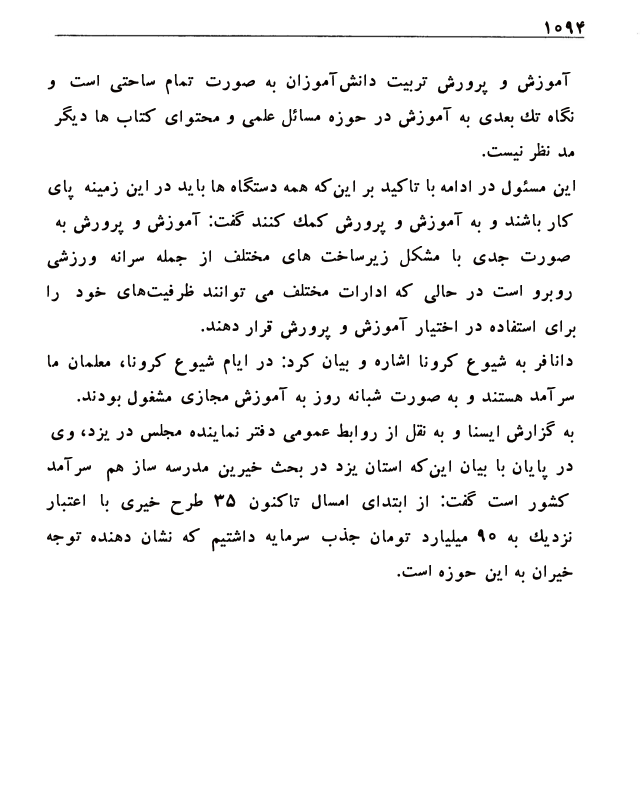 ۱۰۹۴
آموزش و پرورش تربیت دانش‌آموزان به صورت تمام ساحتی است و
نگاه تك بعدی به آموزش در حوزه مسائل علمی و محتوای کتاب ها دیگر
مد نظر نیست.
این مسئول در ادامه با تاکید بر این‌که همه دستگاه ها باید در این زمینه پای
کار باشند و به آموزش و پرورش کمك کنند گفت: آموزش و پرورش به
صورت جدی با مشکل زیرساخت های مختلف از جمله سرانه ورزشی
روبرو است در حالی که ادارات مختلف می توانند ظرفیت‌های خود را
برای استفاده در اختیار آموزش و پرورش قرار دهند.
دانافر به شیوع کرونا اشاره و بیان کرد: در ایام شیوع کرونا، معلمان ما
سرآمد هستند و به صورت شبانه روز به آموزش مجازی مشغول بودند.
به گزارش ایسنا و به نقل از روابط عمومی دفتر نماینده مجلس در یزد، وی
در پایان با بیان این‌که استان یزد در بحث خیرین مدرسه ساز هم سرآمد
کشور است گفت: از ابتدای امسال تاکنون ۳۵ طرح خیری با اعتبار
نزدیك به ۹۰ میلیارد تومان جذب سرمایه داشتیم که نشان دهنده توجه
خیران به این حوزه است.